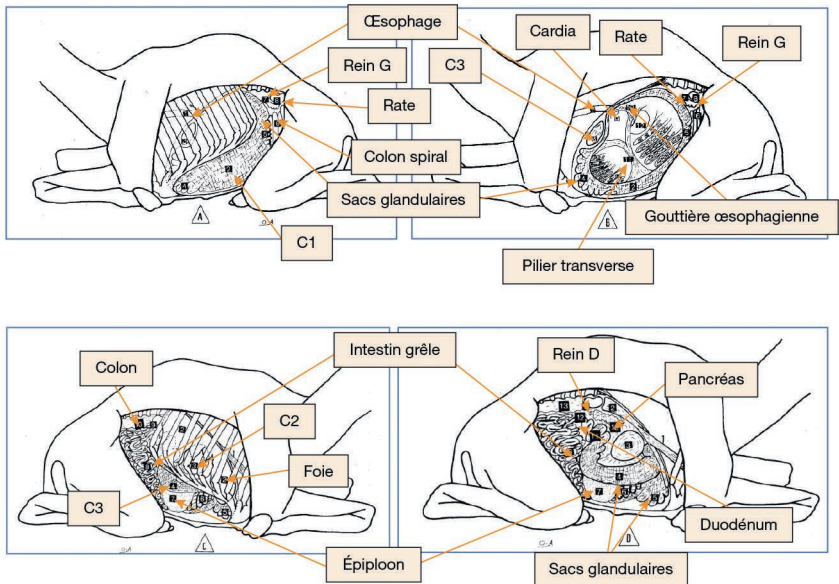 Œsophage
Rein G
Rate
Colon spiral
Sacs glandulaires
C1
A
Cardia
Rate
Rein G
C3
Gouttière œsophagienne
Pilier transverse
Intestin grêle
Colon
C2
Foie
C3
Épiploon
C
Rein D
Pancréas
Duodénum
Sacs glandulaires
D